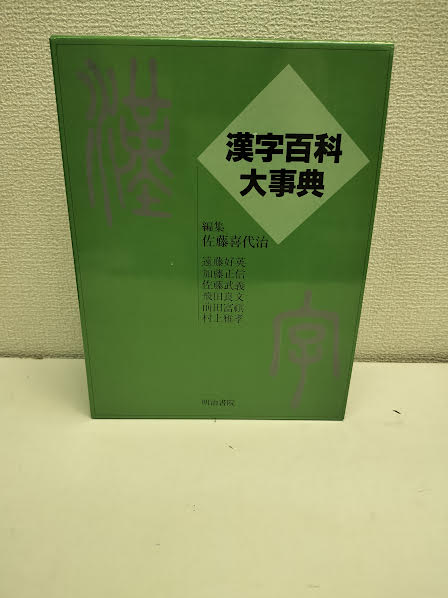 漢字百科
大事典
編集
佐藤喜代治
遠藤好英
加藤正信
佐藤武義
飛田良文
前田富祺
村上雅孝
明治書院
漢
字